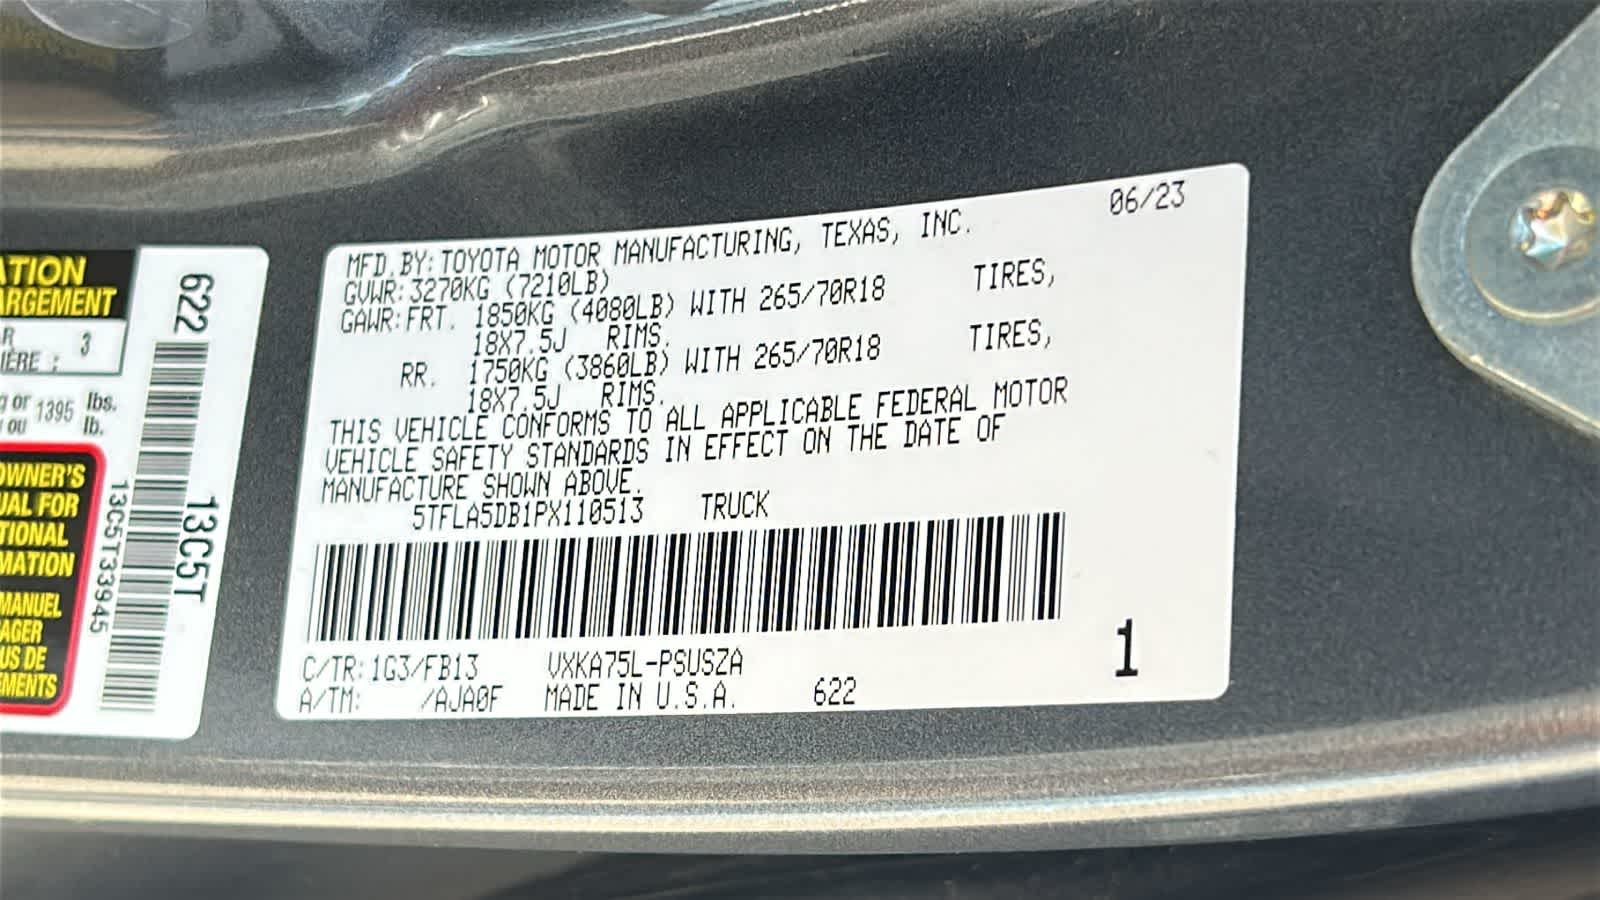 ATION
ARGEMENT
AR 3
IÈRE :
g or 1395 lbs.
ou lb.
OWNER'S
UAL FOR
TIONAL
MATION
MANUEL
AGER
US DE
EMENTS
622
13C5T
13C5T33945
06/23
MFD.BY:TOYOTA MOTOR MANUFACTURING, TEXAS, INC.
GVWR:3270KG (7210LB)
GAWR:FRT. 1850KG (4080LB) WITH 265/70R18 TIRES,
18X7.5J RIMS.
RR. 1750KG (3860LB) WITH 265/70R18 TIRES,
18X7.5J RIMS.
THIS VEHICLE CONFORMS TO ALL APPLICABLE FEDERAL MOTOR
VEHICLE SAFETY STANDARDS IN EFFECT ON THE DATE OF
MANUFACTURE SHOWN ABOVE.
5TFLA5DB1PX110513 TRUCK
C/TR:1G3/FB13 VXKA75L-PSUSZA
A/TM: /AJA0F MADE IN U.S.A. 622
1